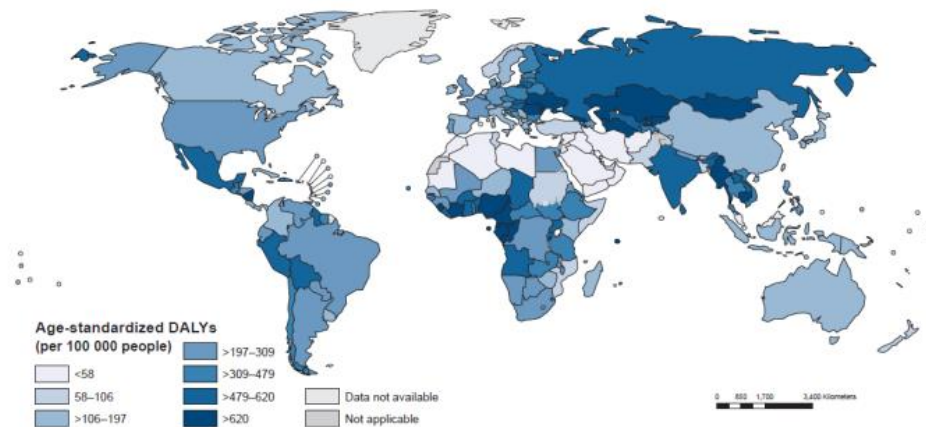 Age-standardized DALYs
(per 100 000 people)
<58
58–106
>106–197
>197–309
>309–479
>479–620
>620
Data not available
Not applicable
0 850 1,700 3,400 Kilometers